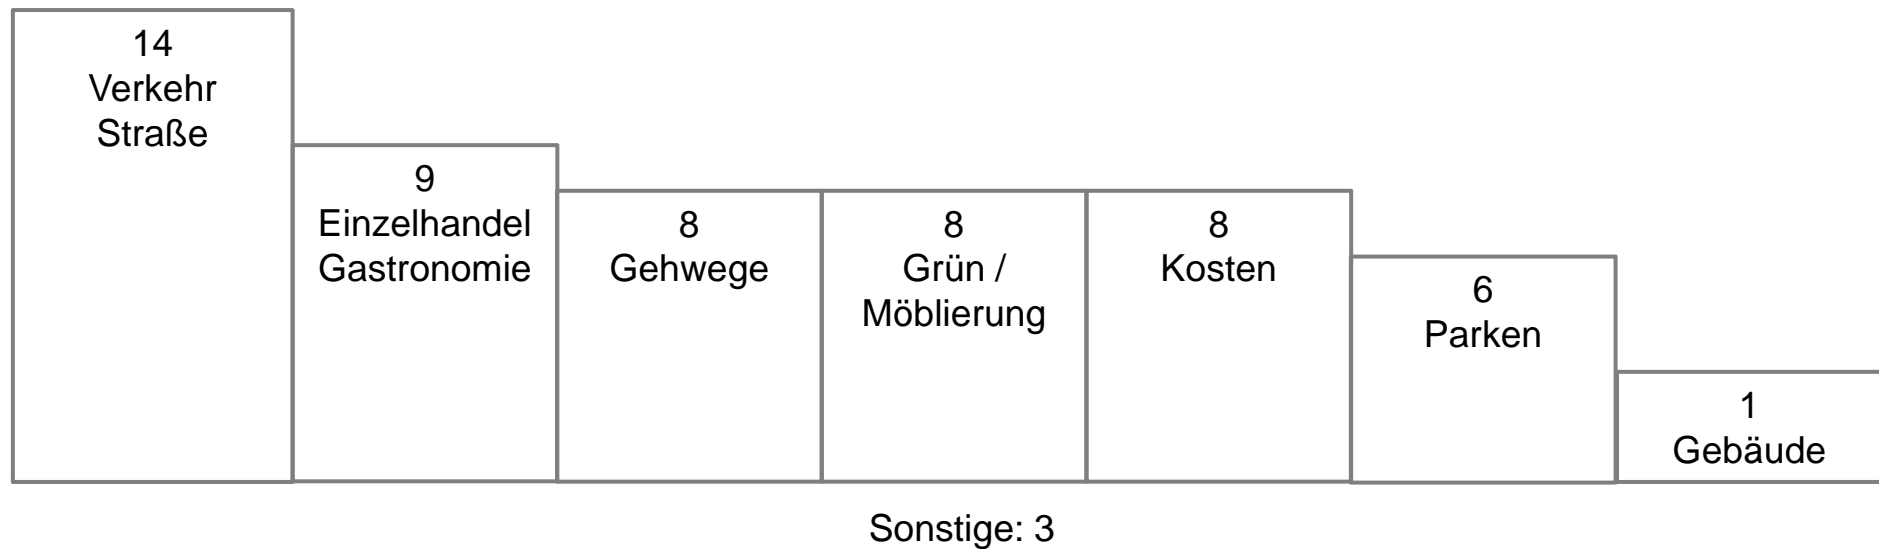 14
Verkehr
Straße
9
Einzelhandel
Gastronomie
8
Gehwege
8
Grün /
Möblierung
8
Kosten
6
Parken
1
Gebäude
Sonstige: 3